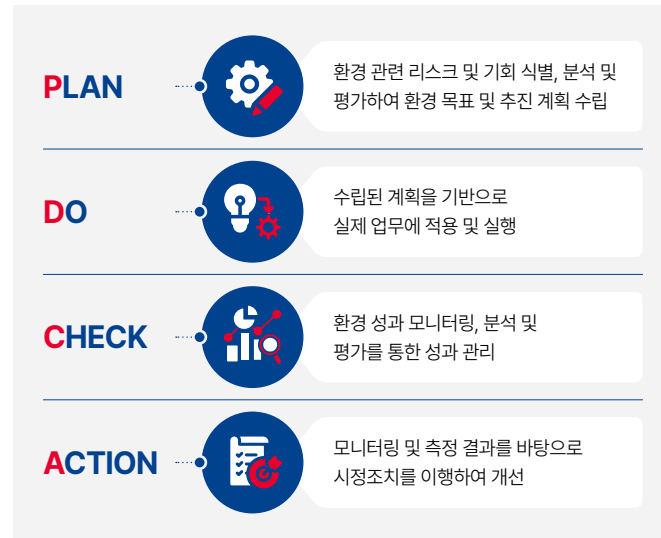 PLAN
환경 관련 리스크 및 기회 식별, 분석 및
평가하여 환경 목표 및 추진 계획 수립
DO
수립된 계획을 기반으로
실제 업무에 적용 및 실행
CHECK
환경 성과 모니터링, 분석 및
평가를 통한 성과 관리
ACTION
모니터링 및 측정 결과를 바탕으로
시정조치를 이행하여 개선